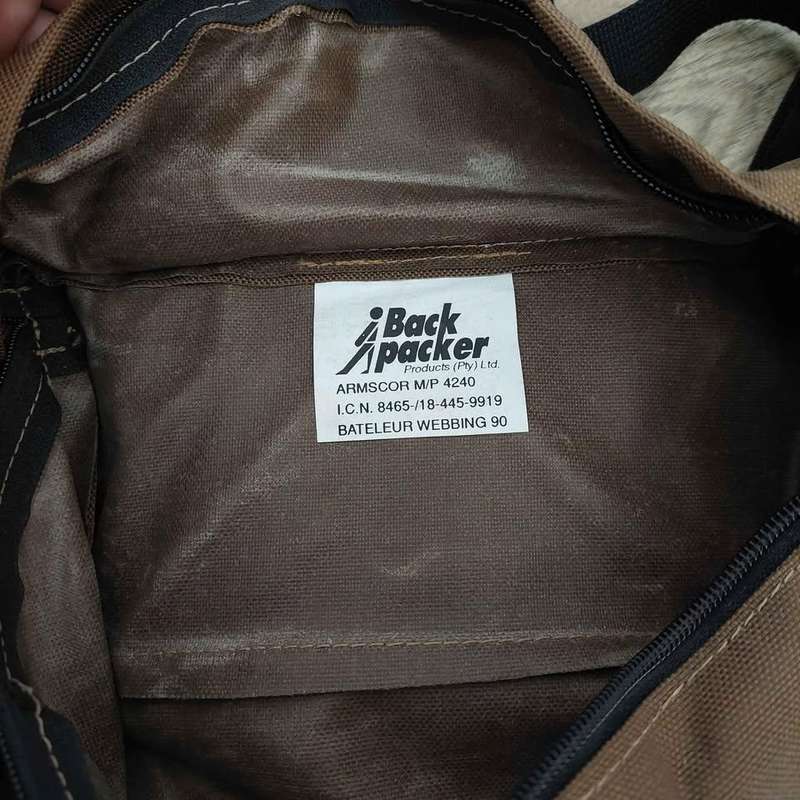 Back
packer
Products (Pty) Ltd.
ARMSCOR M/P 4240
I.C.N. 8465-/18-445-9919
BATELEUR WEBBING 90